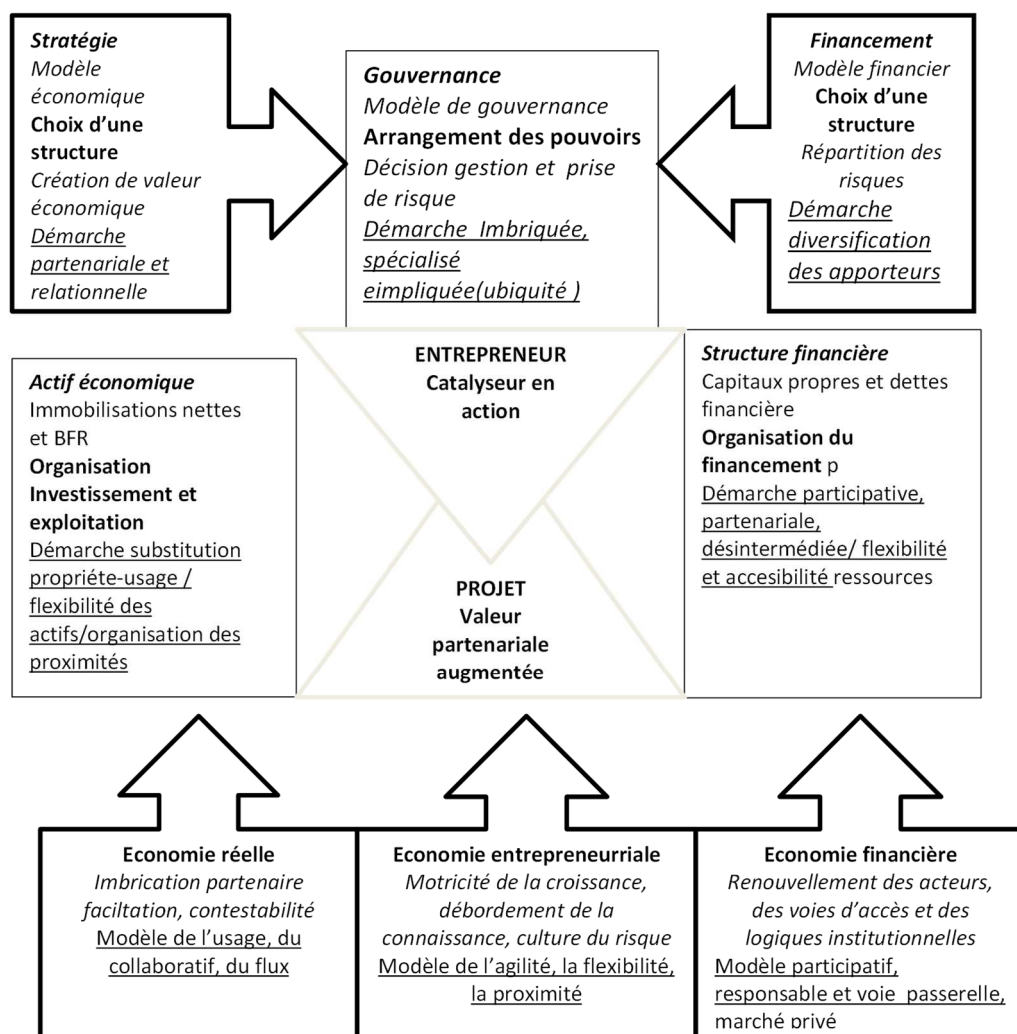 Stratégie
Modèle
économique
Choix d'une
structure
Création de valeur
économique
Démarche
partenariale et
relationnelle
Gouvernance
Modèle de gouvernance
Arrangement des pouvoirs
Décision gestion et prise
de risque
Démarche Imbriquée,
spécialisé
eimpliquée(ubiquité )
Financement
Modèle financier
Choix d'une
structure
Répartition des
risques
Démarche
diversification
des apporteurs
Actif économique
Immobilisations nettes
et BFR
Organisation
Investissement et
exploitation
Démarche substitution
propriéte-usage /
flexibilité des
actifs/organisation des
proximités
ENTREPRENEUR
Catalyseur en
action
PROJET
Valeur
partenariale
augmentée
Structure financière
Capitaux propres et dettes
financière
Organisation du
financement p
Démarche participative,
partenariale,
désintermédiée/ flexibilité
et accesibilité ressources
Economie réelle
Imbrication partenaire
faciltation, contestabilité
Modèle de l'usage, du
collaboratif, du flux
Economie entrepreneurriale
Motricité de la croissance,
débordement de la
connaissance, culture du risque
Modèle de l'agilité, la flexibilité,
la proximité
Economie financière
Renouvellement des acteurs,
des voies d'accès et des
logiques institutionnelles
Modèle participatif,
responsable et voie passerelle,
marché privé